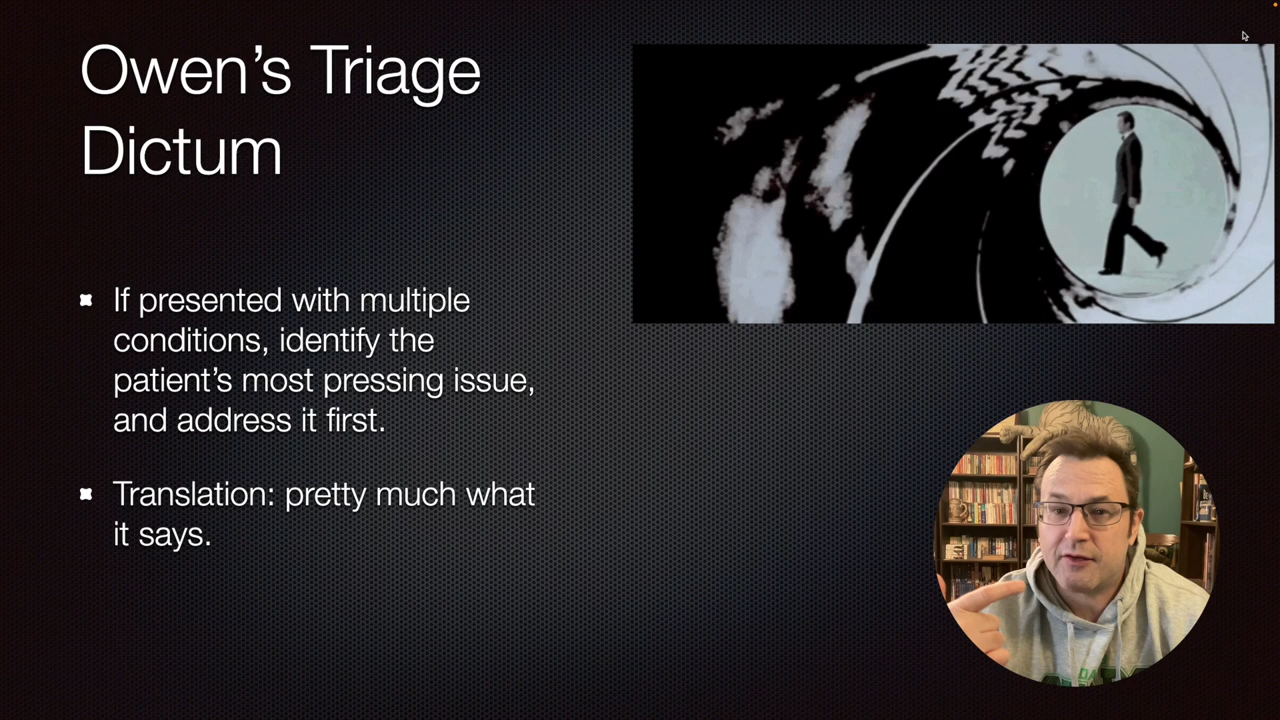 Owen’s Triage
Dictum
If presented with multiple
conditions, identify the
patient’s most pressing issue,
and address it first.
Translation: pretty much what
it says.